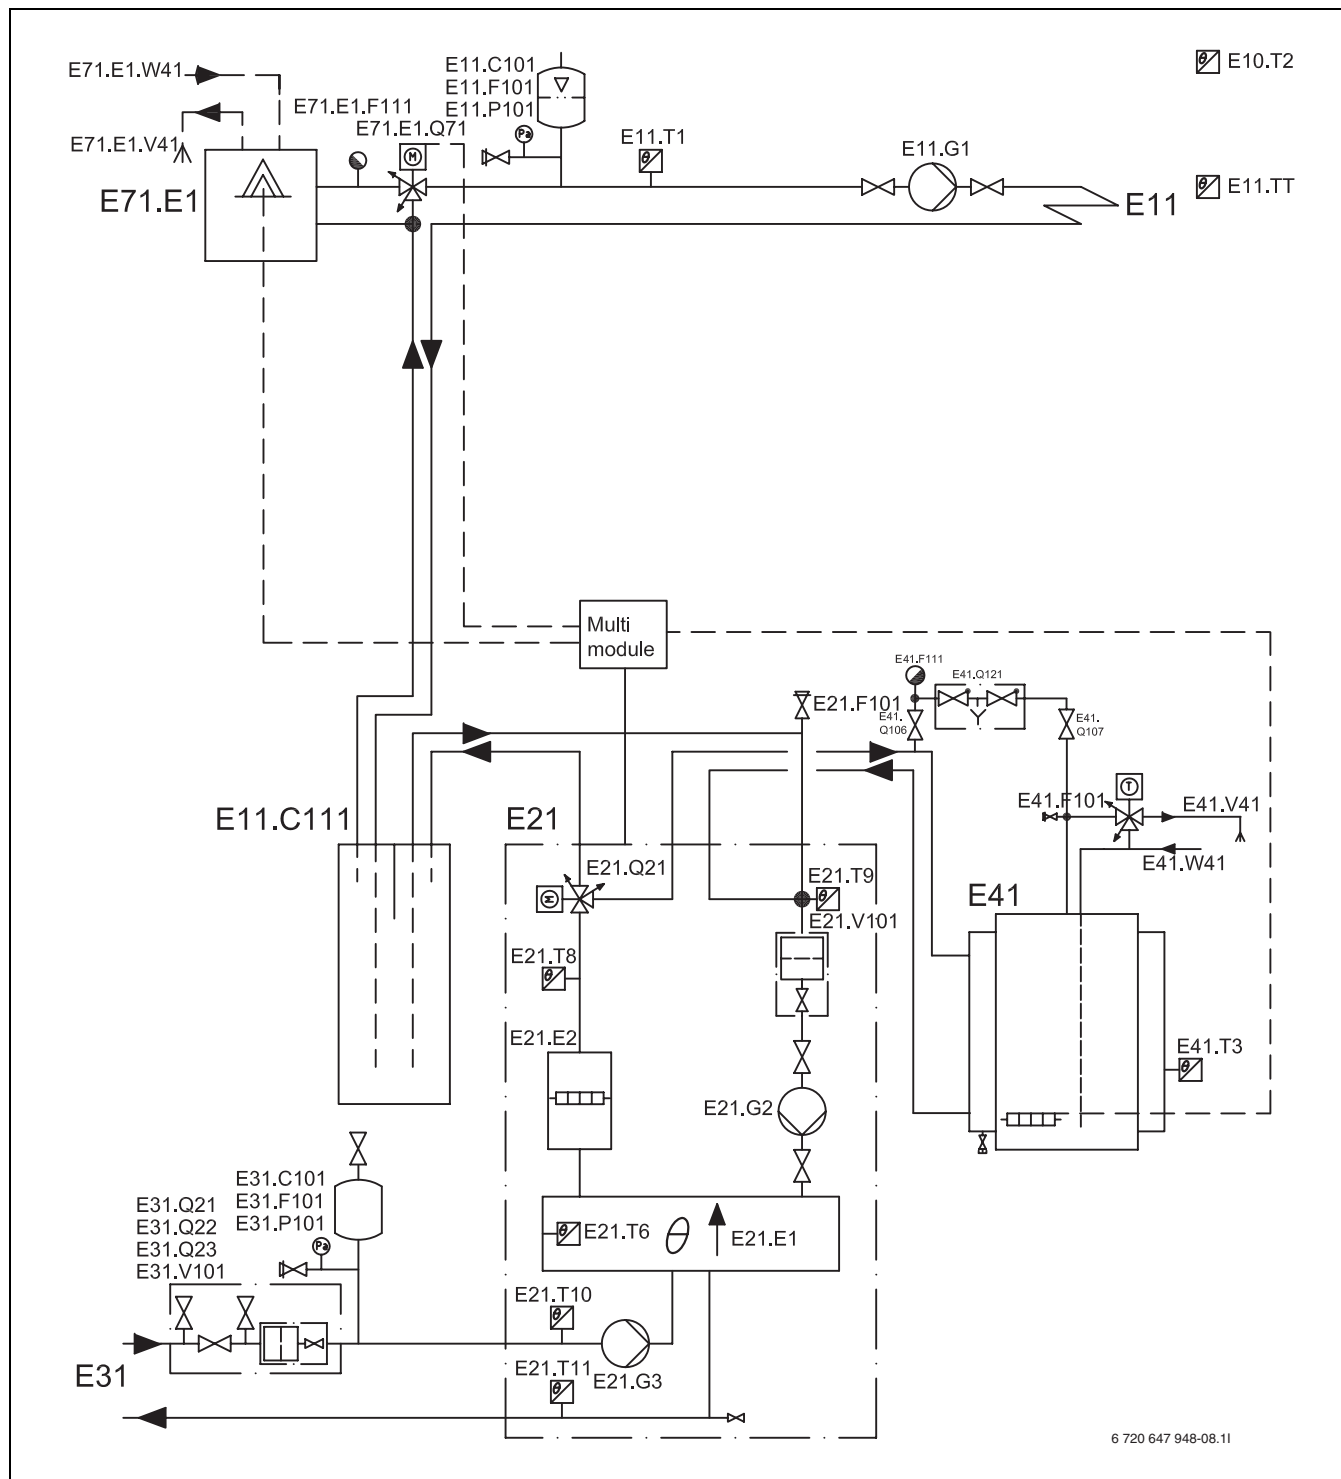 E71.E1.W41
E71.E1.F111
E71.E1.V41
E71.E1.Q71
E71.E1
M
E11.C101
E11.F101
E11.P101
Pa
E11.T1
θ
E11.G1
E11
θ E10.T2
θ E11.TT
Multi
module
E11.C111
E21
E21.Q21
M
E21.T8
θ
E21.E2
E21.F101
E21.T9
θ
E21.V101
E21.G2
E21.T6
θ
E21.E1
E21.T10
θ
E21.G3
E21.T11
θ
E41.F111
E41.Q121
E41.
Q106
E41.
Q107
E41.F101
T
E41.V41
E41.W41
E41
E41.T3
θ
E31.C101
E31.F101
E31.P101
Pa
E31.Q21
E31.Q22
E31.Q23
E31.V101
E31
6 720 647 948-08.1I